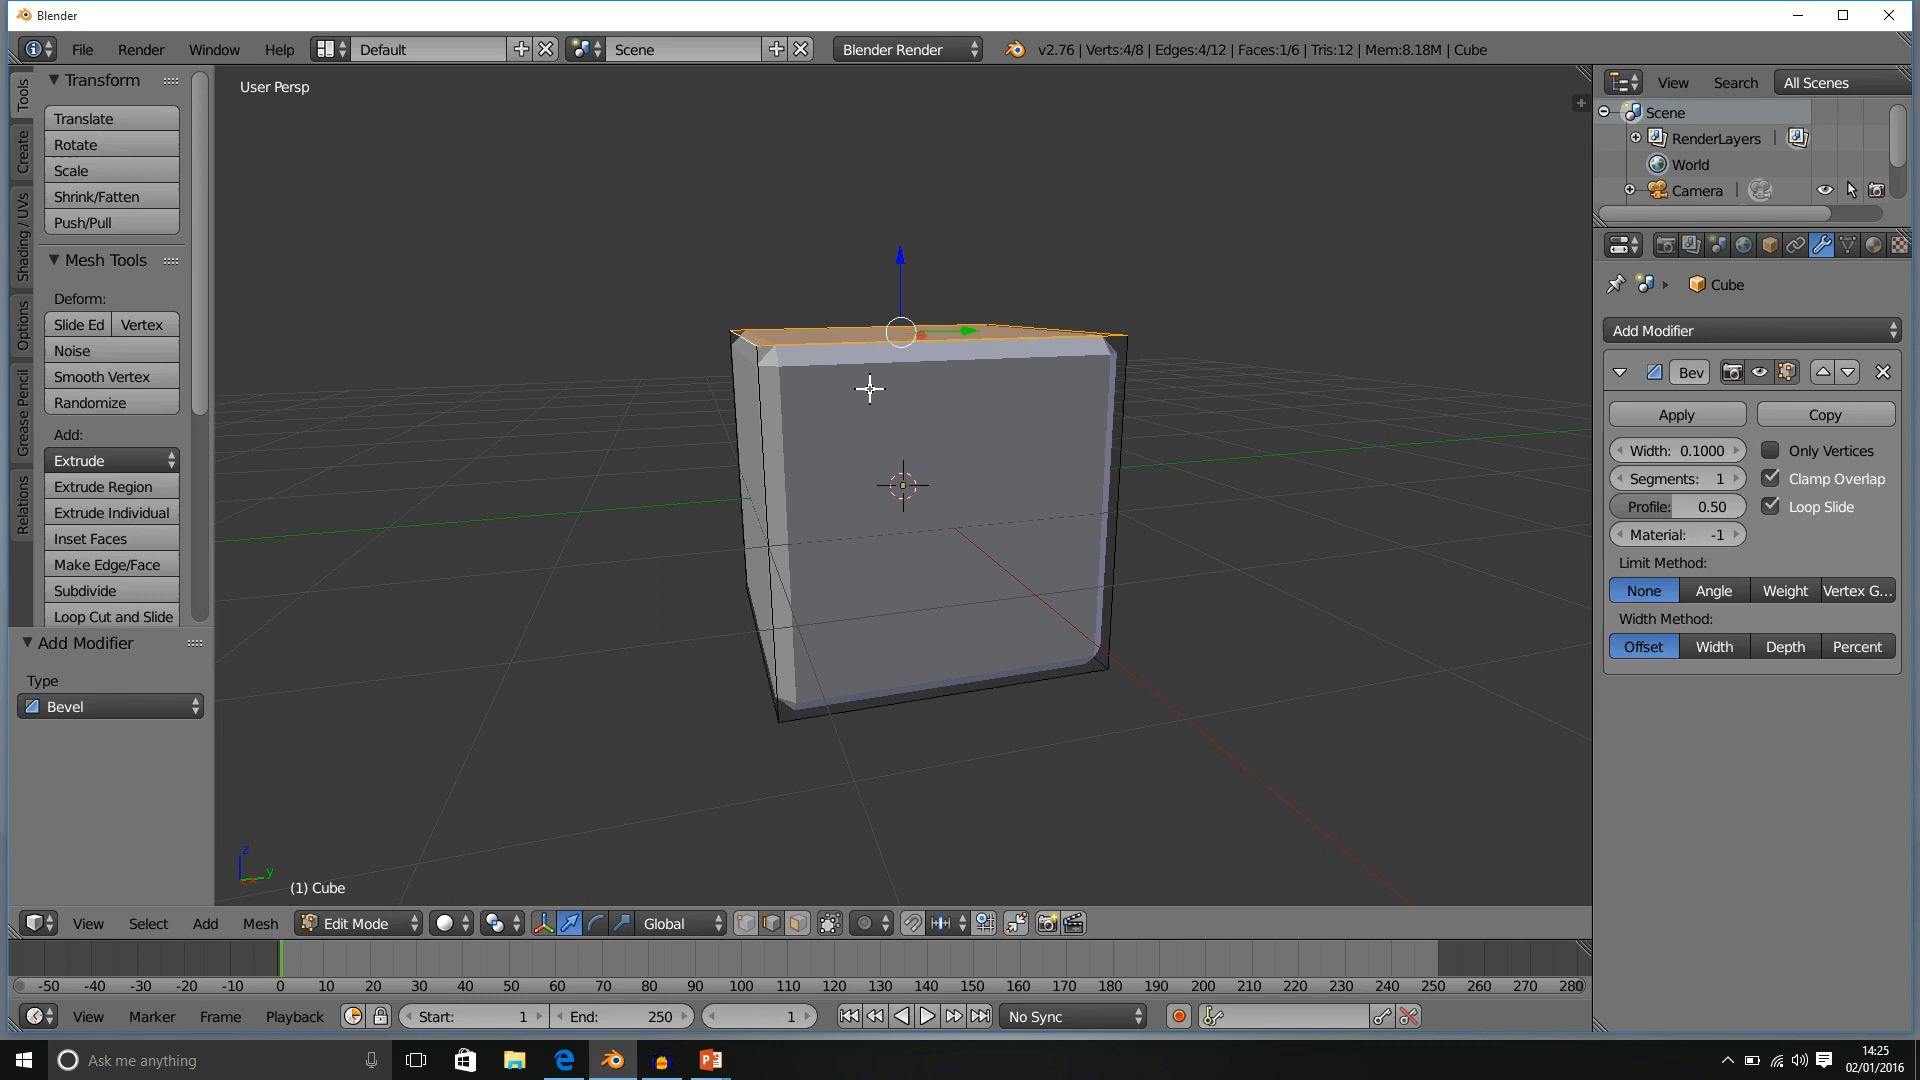 Blender
File Render Window Help Default Scene Blender Render v2.76 | Verts:4/8 | Edges:4/12 | Faces:1/6 | Tris:12 | Mem:8.18M | Cube
Tools
Create
Shading / UVs
Options
Grease Pencil
Relations
Transform
Translate
Rotate
Scale
Shrink/Fatten
Push/Pull
Mesh Tools
Deform:
Slide Ed Vertex
Noise
Smooth Vertex
Randomize
Add:
Extrude
Extrude Region
Extrude Individual
Inset Faces
Make Edge/Face
Subdivide
Loop Cut and Slide
Add Modifier
Type
Bevel
User Persp
z
y
(1) Cube
View Search All Scenes
Scene
RenderLayers |
World
Camera |
Cube
Add Modifier
Bev
Apply Copy
Width: 0.1000 Only Vertices
Segments: 1 Clamp Overlap
Profile: 0.50 Loop Slide
Material: -1
Limit Method:
None Angle Weight Vertex G...
Width Method:
Offset Width Depth Percent
View Select Add Mesh Edit Mode Global
-50 -40 -30 -20 -10 0 10 20 30 40 50 60 70 80 90 100 110 120 130 140 150 160 170 180 190 200 210 220 230 240 250 260 270 280
View Marker Frame Playback Start: 1 End: 250 1 No Sync
Ask me anything
14:25
02/01/2016